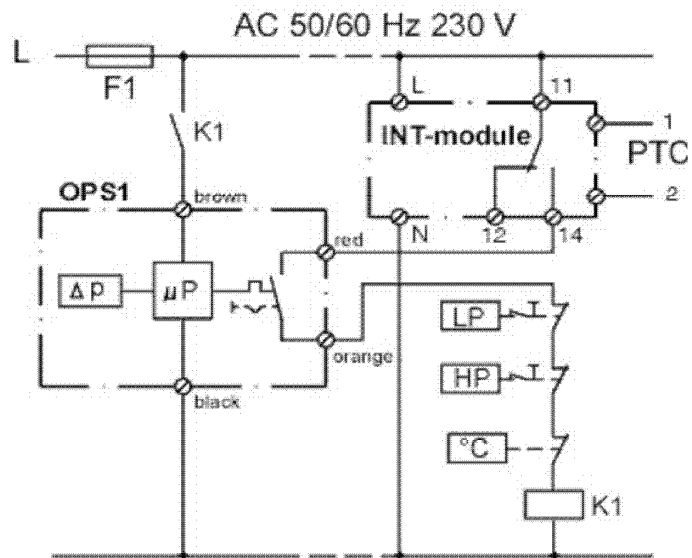 AC 50/60 Hz 230 V
L
F1
L
11
K1
INT-module
1
PTC
2
OPS1
brown
N
12
14
red
Δp
µP
LP
orange
HP
black
°C
K1